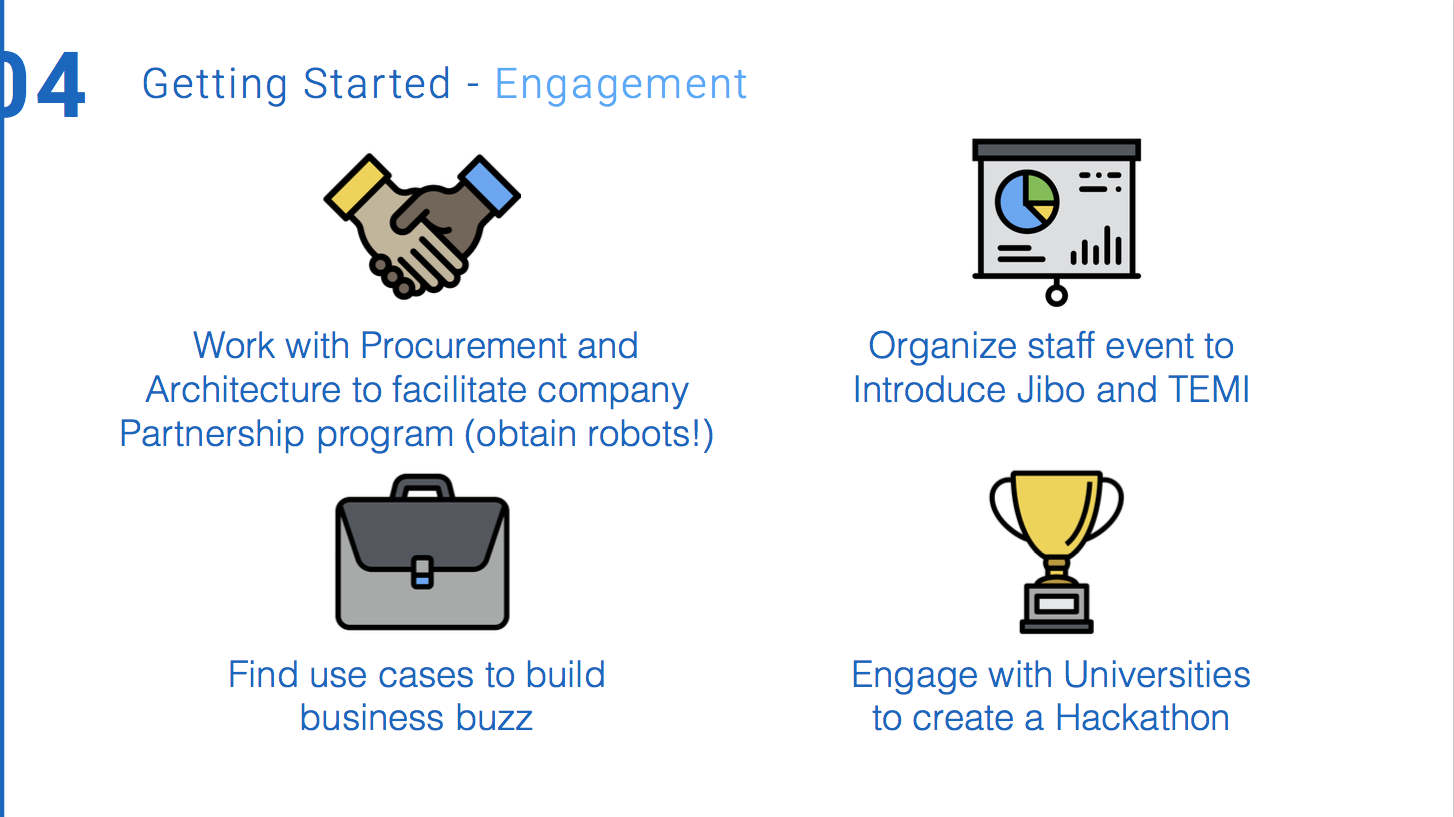 04
Getting Started - Engagement
Work with Procurement and
Architecture to facilitate company
Partnership program (obtain robots!)
Organize staff event to
Introduce Jibo and TEMI
Find use cases to build
business buzz
Engage with Universities
to create a Hackathon